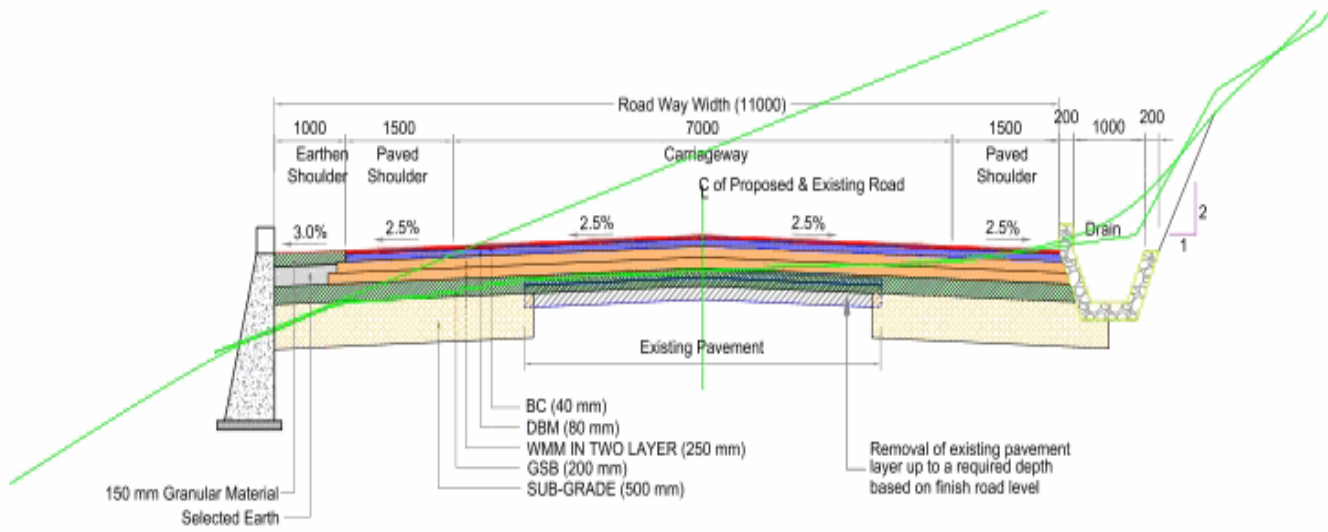 Road Way Width (11000)
1000
1500
7000
1500
200
1000
200
Earthen
Shoulder
Paved
Shoulder
Carriageway
Paved
Shoulder
C
L of Proposed & Existing Road
3.0%
2.5%
2.5%
2.5%
2.5%
Drain
2
1
Existing Pavement
BC (40 mm)
DBM (80 mm)
WMM IN TWO LAYER (250 mm)
GSB (200 mm)
SUB-GRADE (500 mm)
150 mm Granular Material
Selected Earth
Removal of existing pavement
layer up to a required depth
based on finish road level